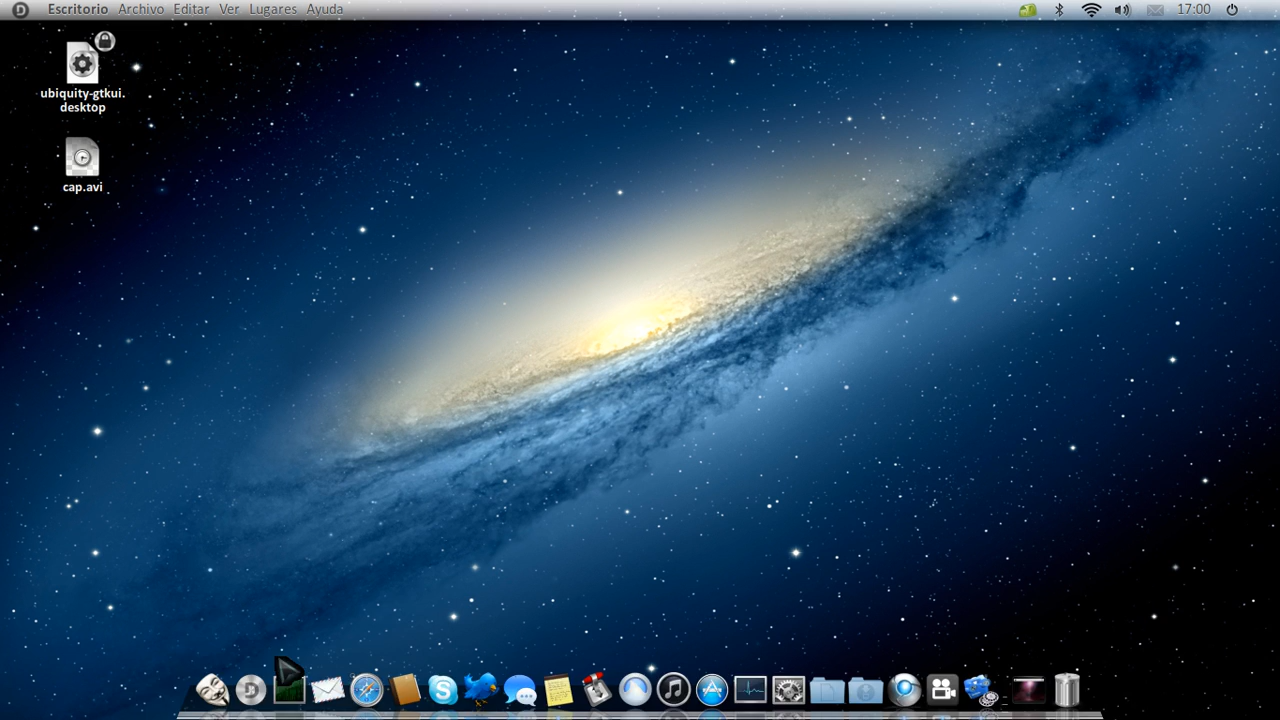 Escritorio Archivo Editar Ver Lugares Ayuda 17:00
ubiquity-gtkui.
desktop
cap.avi